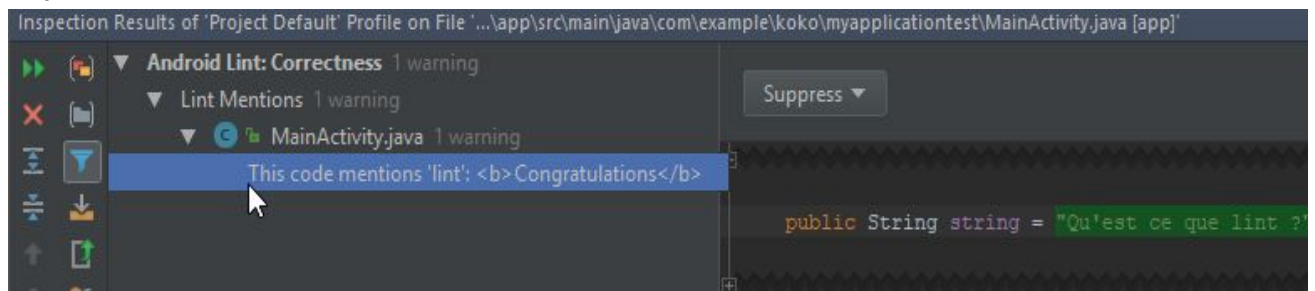 Inspection Results of 'Project Default' Profile on File '...\app\src\main\java\com\example\koko\myapplicationtest\MainActivity.java [app]'
Android Lint: Correctness 1 warning
Lint Mentions 1 warning
Suppress
C MainActivity.java 1 warning
This code mentions 'lint': <b>Congratulations</b>
public String string = "Qu'est ce que lint ?"